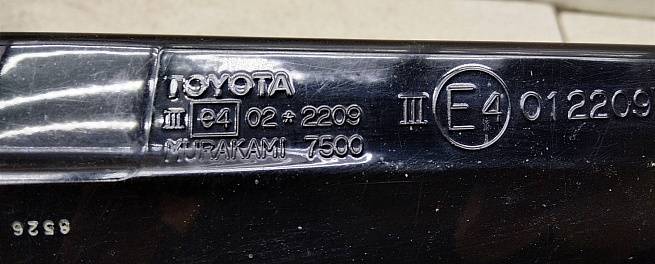 TOYOTA
III e4 02 * 2209
MURAKAMI 7500
III E4 012209
8526